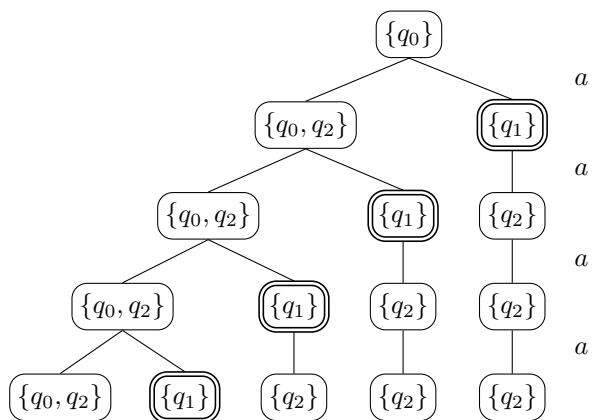 {q₀}
a
{q₀, q₂} {q₁}
a
{q₀, q₂} {q₁} {q₂}
a
{q₀, q₂} {q₁} {q₂} {q₂}
a
{q₀, q₂} {q₁} {q₂} {q₂} {q₂}